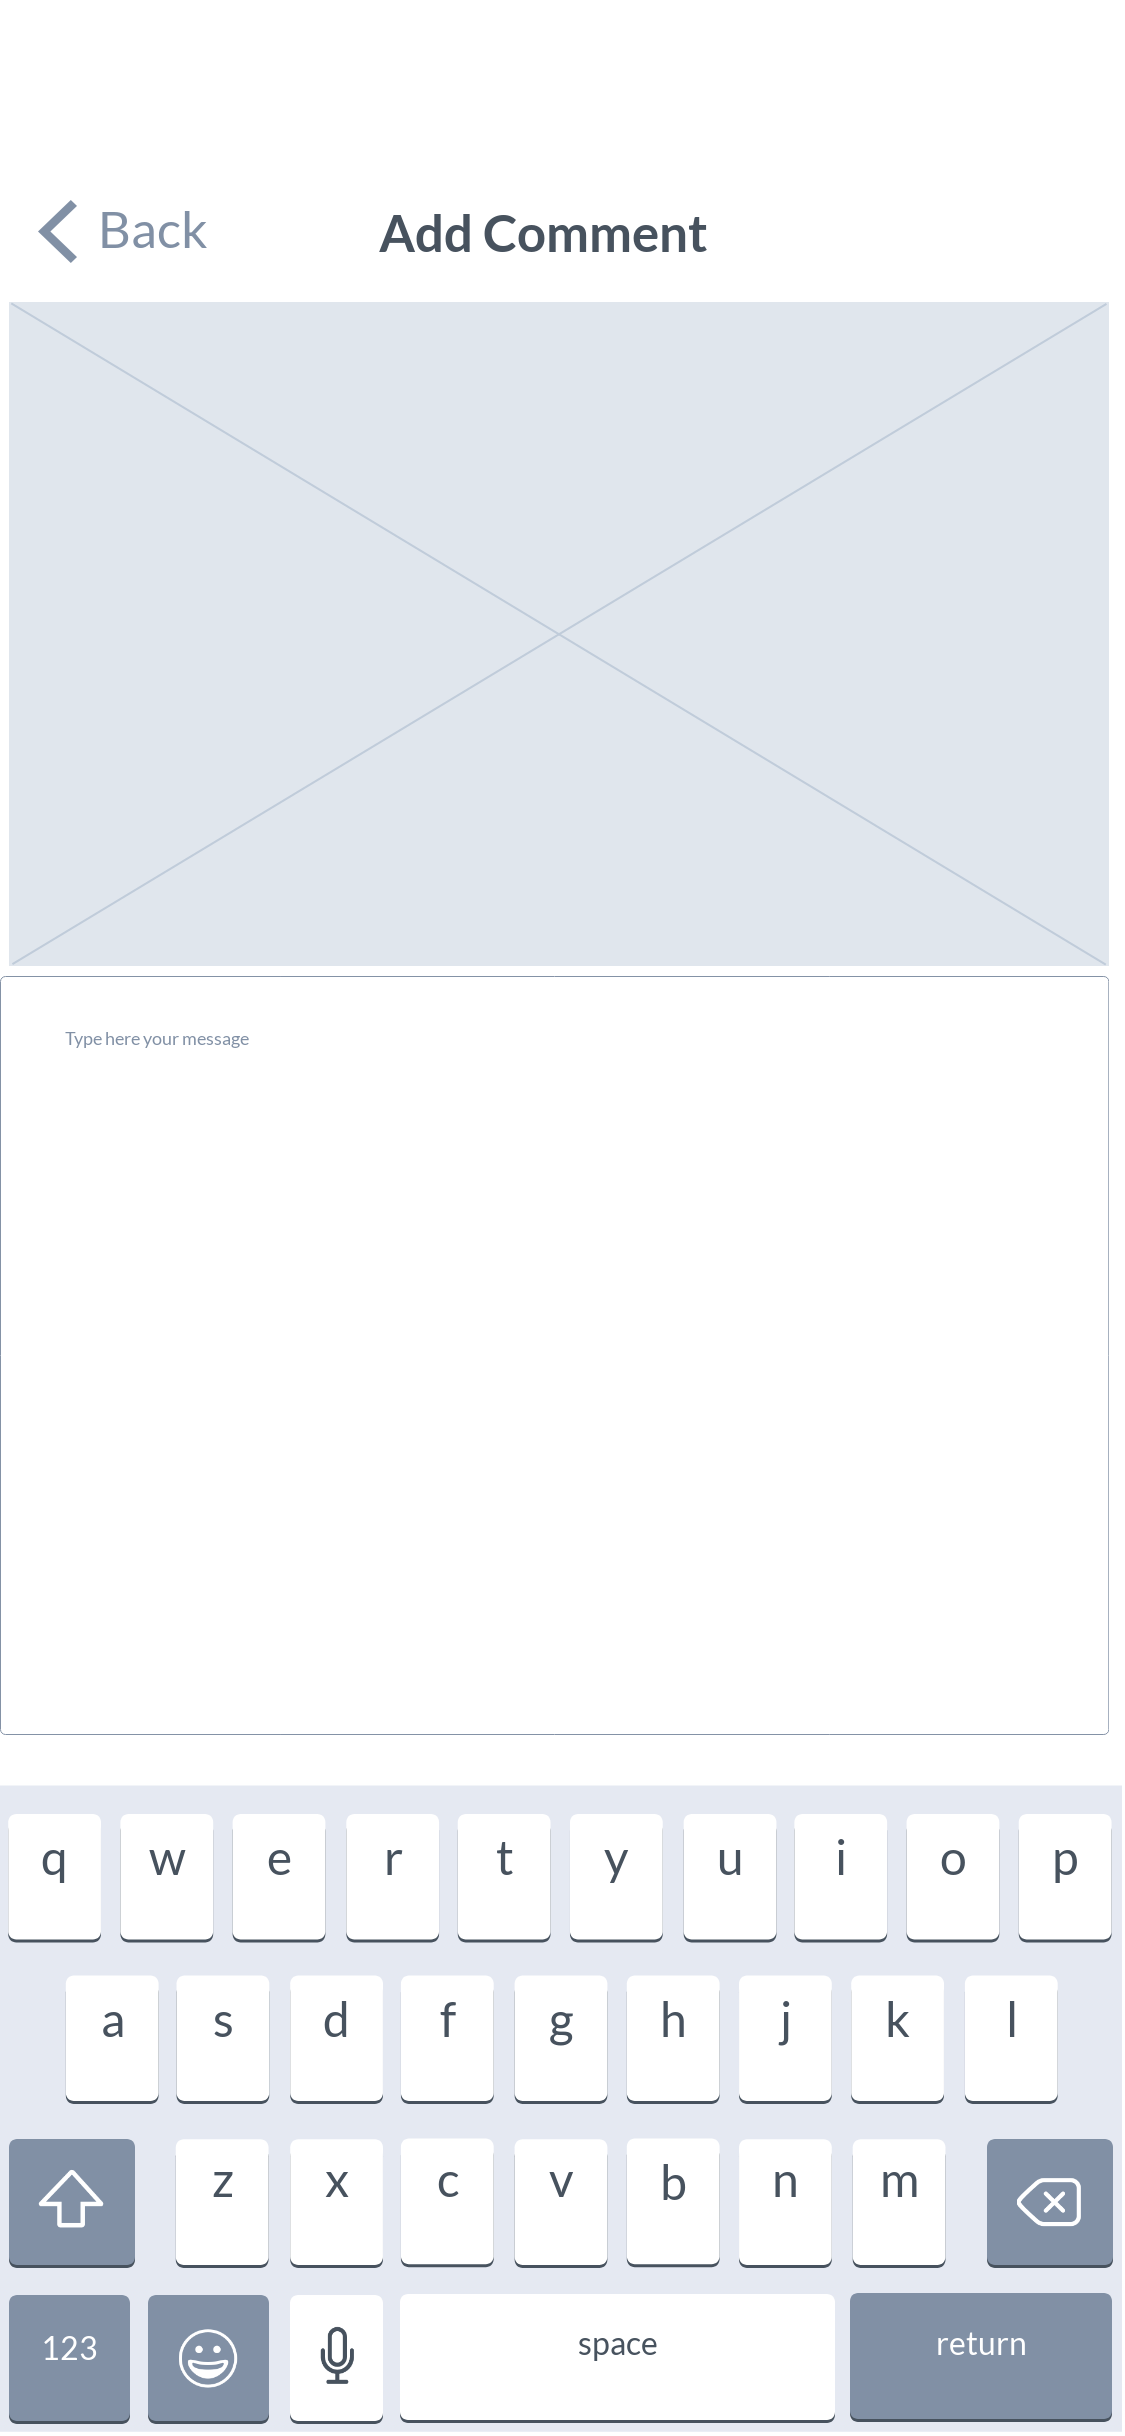 Back Add Comment
Type here your message
q w e r t y u i o p
a s d f g h j k l
z x c v b n m
123 space return